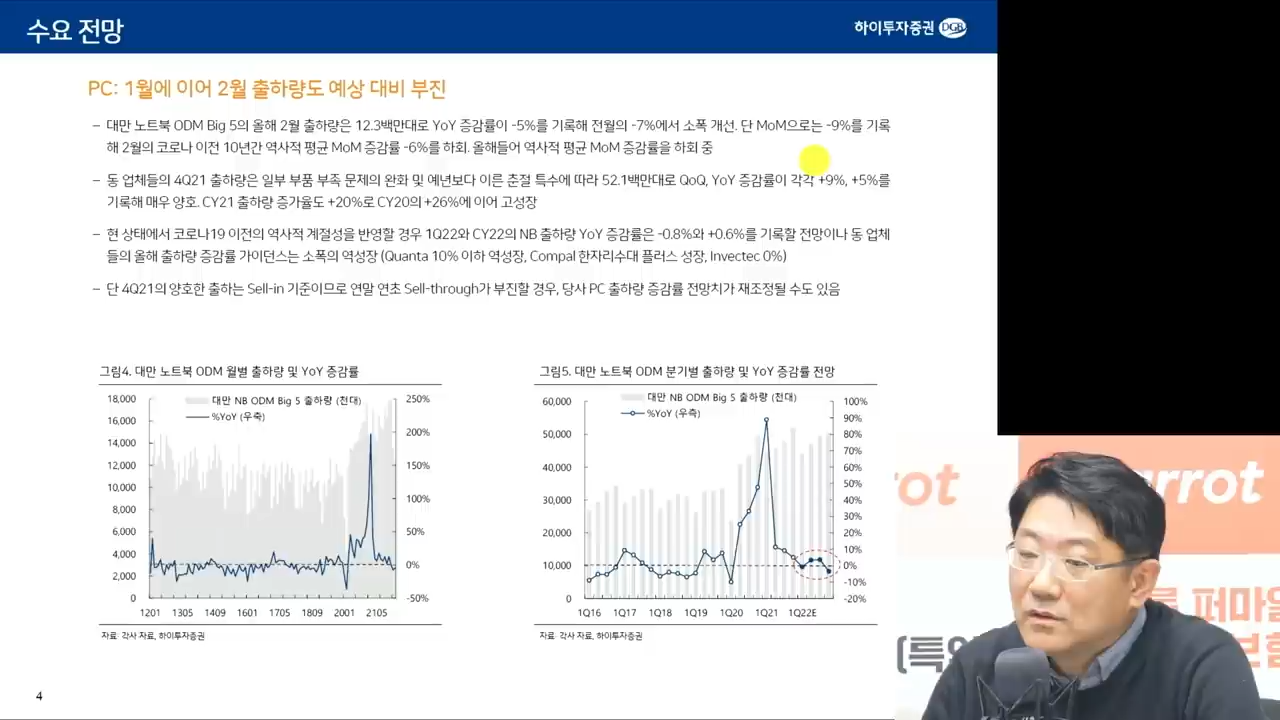 수요 전망
하이투자증권 DGB
PC: 1월에 이어 2월 출하량도 예상 대비 부진
– 대만 노트북 ODM Big 5의 올해 2월 출하량은 12.3백만대로 YoY 증감률이 -5%를 기록해 전월의 -7%에서 소폭 개선. 단 MoM으로는 -9%를 기록
해 2월의 코로나 이전 10년간 역사적 평균 MoM 증감률 -6%를 하회. 올해들어 역사적 평균 MoM 증감률을 하회 중
– 동 업체들의 4Q21 출하량은 일부 부품 부족 문제의 완화 및 예년보다 이른 춘절 특수에 따라 52.1백만대로 QoQ, YoY 증감률이 각각 +9%, +5%를
기록해 매우 양호. CY21 출하량 증가율도 +20%로 CY20의 +26%에 이어 고성장
– 현 상태에서 코로나19 이전의 역사적 계절성을 반영할 경우 1Q22와 CY22의 NB 출하량 YoY 증감률은 -0.8%와 +0.6%를 기록할 전망이나 동 업체
들의 올해 출하량 증감률 가이던스는 소폭의 역성장 (Quanta 10% 이하 역성장, Compal 한자리수대 플러스 성장, Invectec 0%)
– 단 4Q21의 양호한 출하는 Sell-in 기준이므로 연말 연초 Sell-through가 부진할 경우, 당사 PC 출하량 증감률 전망치가 재조정될 수도 있음
그림4. 대만 노트북 ODM 월별 출하량 및 YoY 증감률
대만 NB ODM Big 5 출하량 (천대)
%YoY (우측)
18,000 250%
16,000
14,000 200%
12,000 150%
10,000
8,000 100%
6,000 50%
4,000
2,000 0%
0 -50%
1201 1305 1409 1601 1705 1809 2001 2105
자료: 각사 자료, 하이투자증권
그림5. 대만 노트북 ODM 분기별 출하량 및 YoY 증감률 전망
대만 NB ODM Big 5 출하량 (천대)
%YoY (우측)
60,000 100%
90%
50,000 80%
70%
40,000 60%
50%
30,000 40%
30%
20,000 20%
10%
10,000 0%
-10%
0 -20%
1Q16 1Q17 1Q18 1Q19 1Q20 1Q21 1Q22E
자료: 각사 자료, 하이투자증권
4
rot
rrot
퍼마일
(특약
보험